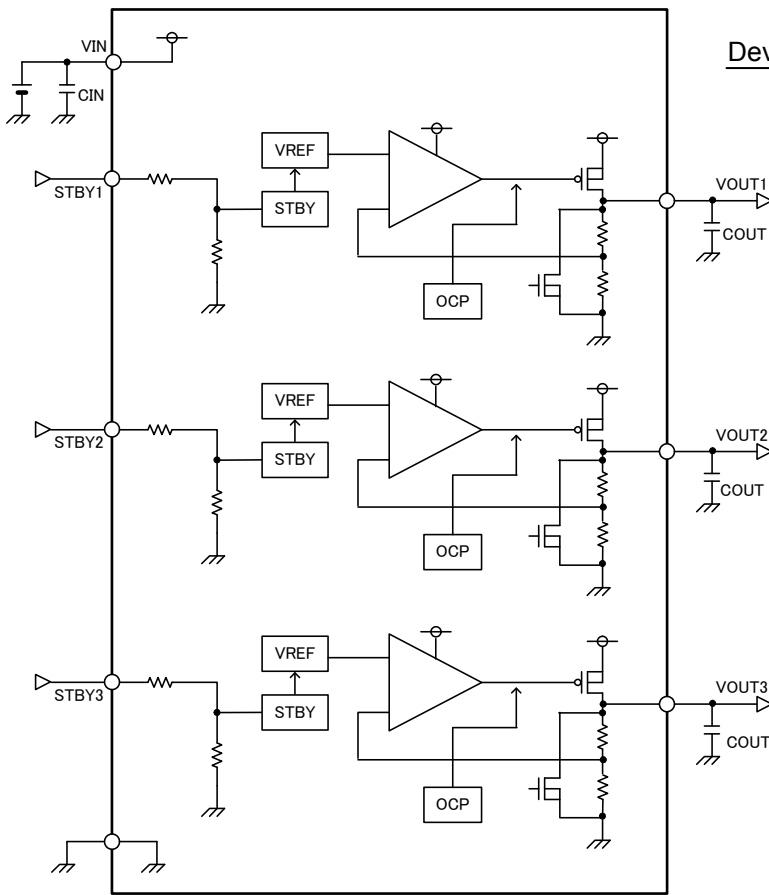 VIN
Dev
CIN
VREF
STBY1
STBY
VOUT1
COUT
OCP
VREF
STBY2
STBY
VOUT2
COUT
OCP
VREF
STBY3
STBY
VOUT3
COUT
OCP